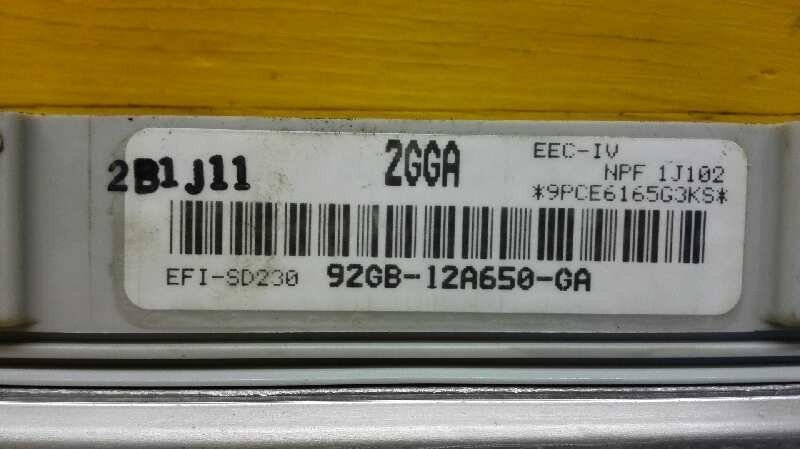 2B1J11
2GGA
EEC-IV
NPF 1J102
*9PCE6165G3KS*
EFI-SD230 92GB-12A650-GA